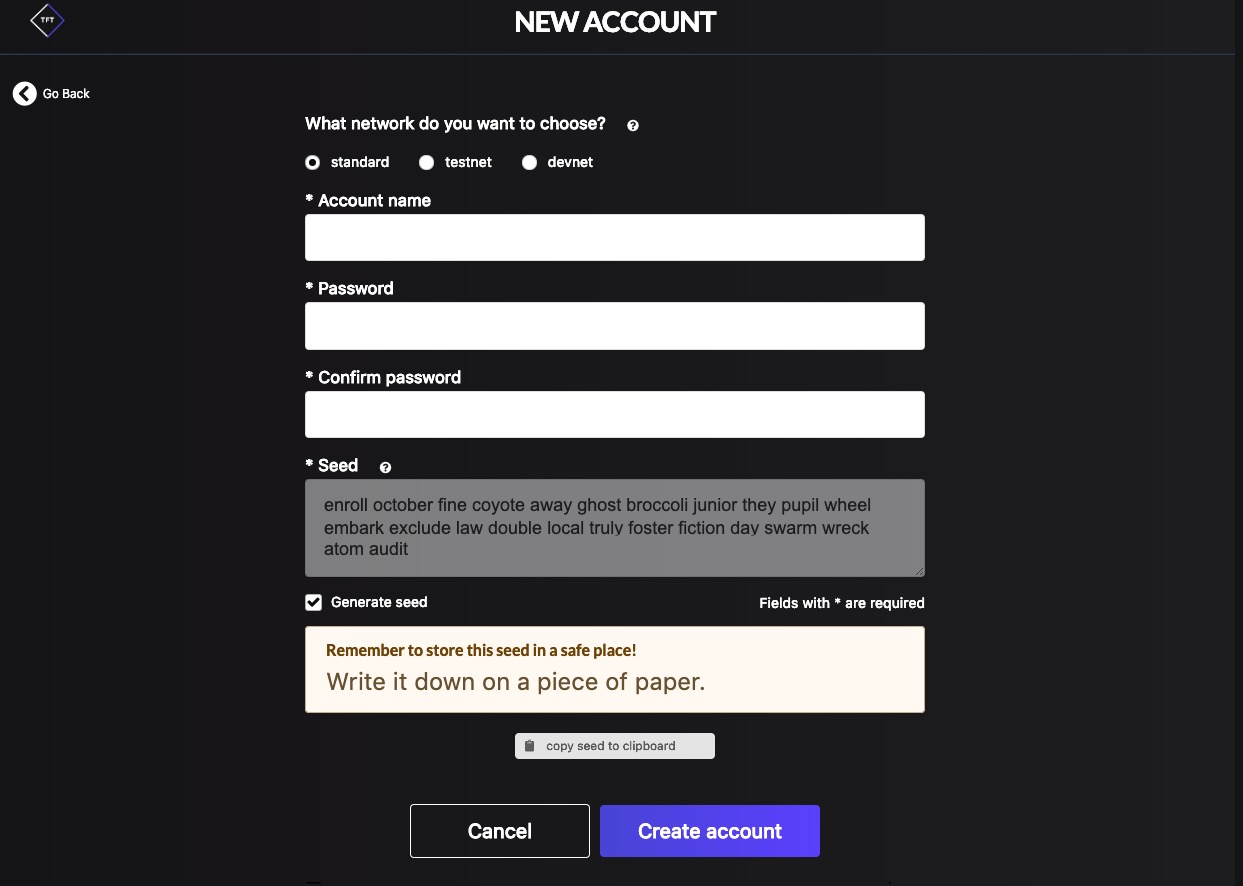 TFT
NEW ACCOUNT
Go Back
What network do you want to choose? ?
standard testnet devnet
* Account name
* Password
* Confirm password
* Seed ?
enroll october fine coyote away ghost broccoli junior they pupil wheel
embark exclude law double local truly foster fiction day swarm wreck
atom audit
Generate seed Fields with * are required
Remember to store this seed in a safe place!
Write it down on a piece of paper.
copy seed to clipboard
Cancel Create account